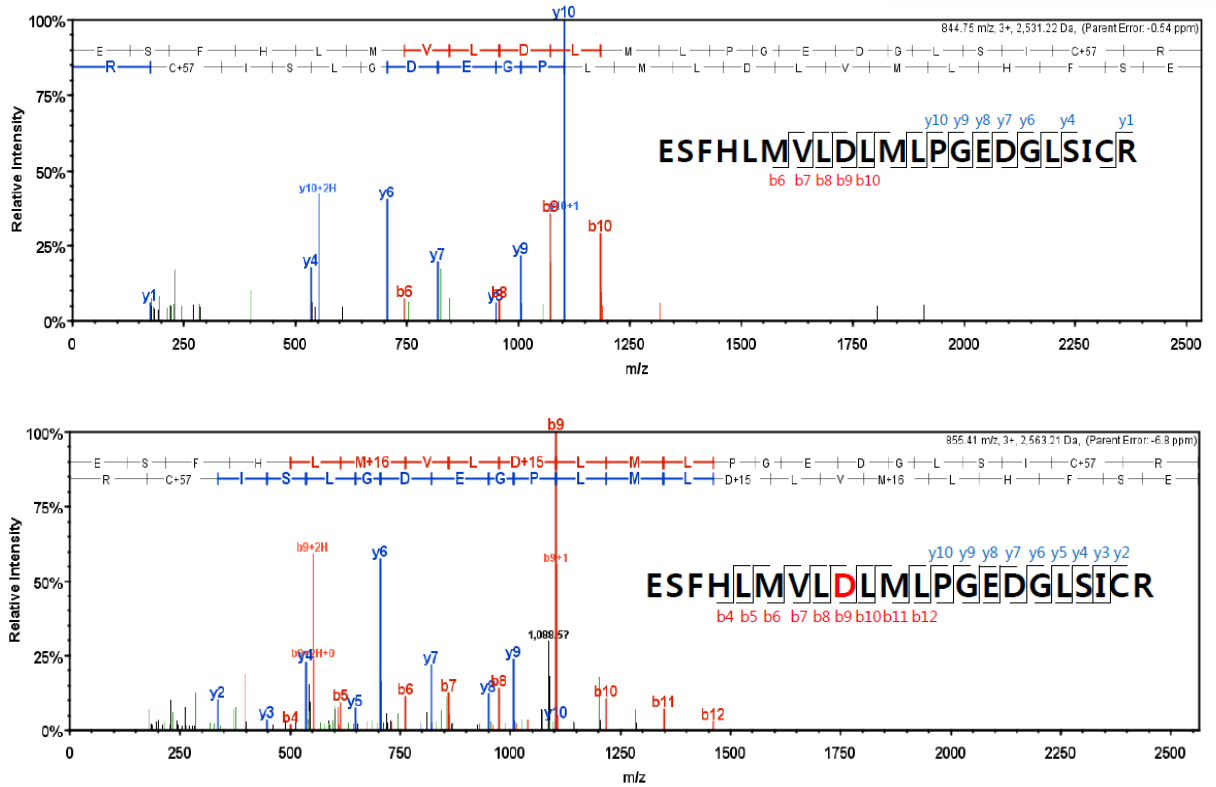 y10
100%
844.75 m/z, 3+, 2,531.22 Da, (Parent Error: -0.54 ppm)
E S F H L M V L D L M L P G E D G L S I C+57 R
R C+57 I S L G D E G P L M L D L V M L H F S E
75%
Relative Intensity
y10 y9 y8 y7 y6 y4 y1
ESFHLMVLDLMLPGEDGLSICR
b6 b7 b8 b9 b10
50%
y10+2H
y6
b9
b10
25%
y4
y7
y9
y1
b6
b8
0%
0 250 500 750 1000 1250 1500 1750 2000 2250 2500
m/z
b9
100%
855.41 m/z, 3+, 2,563.21 Da, (Parent Error: -6.8 ppm)
E S F H L M+16 V L D+15 L M L P G E D G L S I C+57 R
R C+57 I S L G D E G P L M L D+15 L V M+16 L H F S E
75%
Relative Intensity
b9+2H
y6
b9+1
y10 y9 y8 y7 y6 y5 y4 y3 y2
50%
ESFHLMVLDLMLPGEDGLSICR
b4 b5 b6 b7 b8 b9 b10 b11 b12
25%
y4
y7
y9
y2
b5
b6
b7
y8
b8
b10
y3
b4
y5
y10
b11
b12
0%
0 250 500 750 1000 1250 1500 1750 2000 2250 2500
m/z